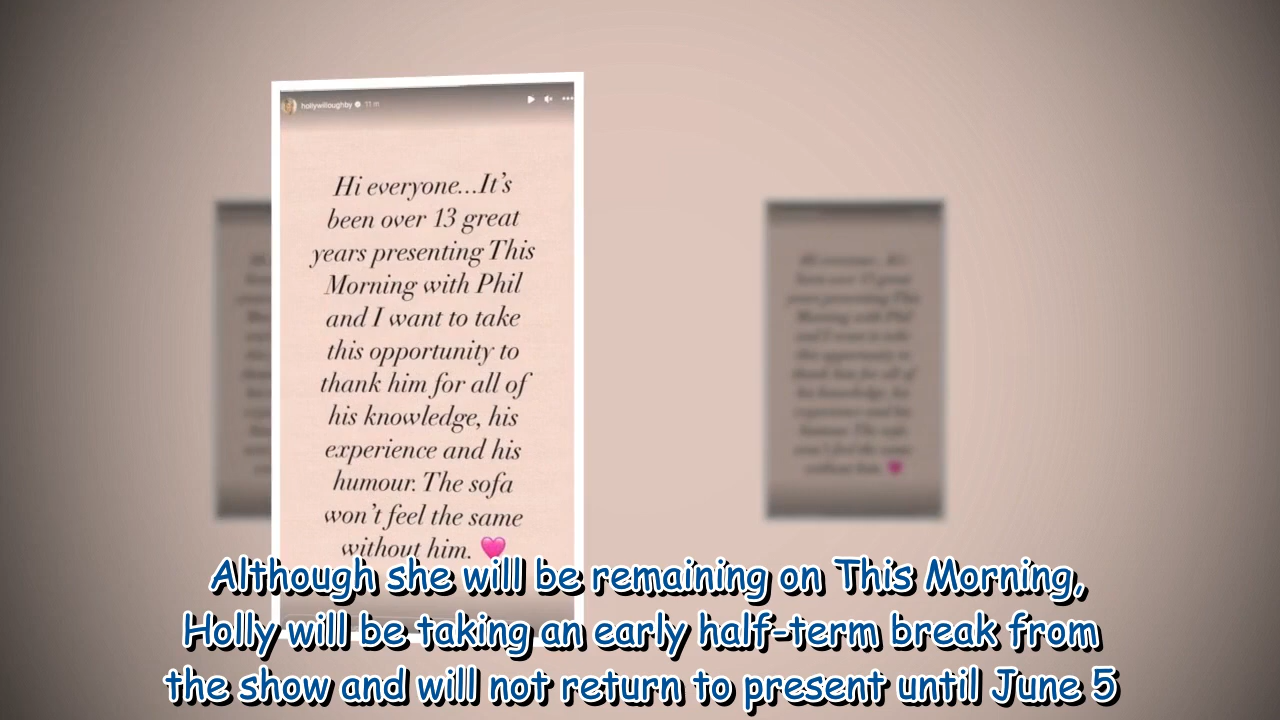 hollywilloughby 11 m
Hi everyone...It's
been over 13 great
years presenting This
Morning with Phil
and I want to take
this opportunity to
thank him for all of
his knowledge, his
experience and his
humour. The sofa
won't feel the same
without him. 🩷
Although she will be remaining on This Morning,
Holly will be taking an early half-term break from
the show and will not return to present until June 5